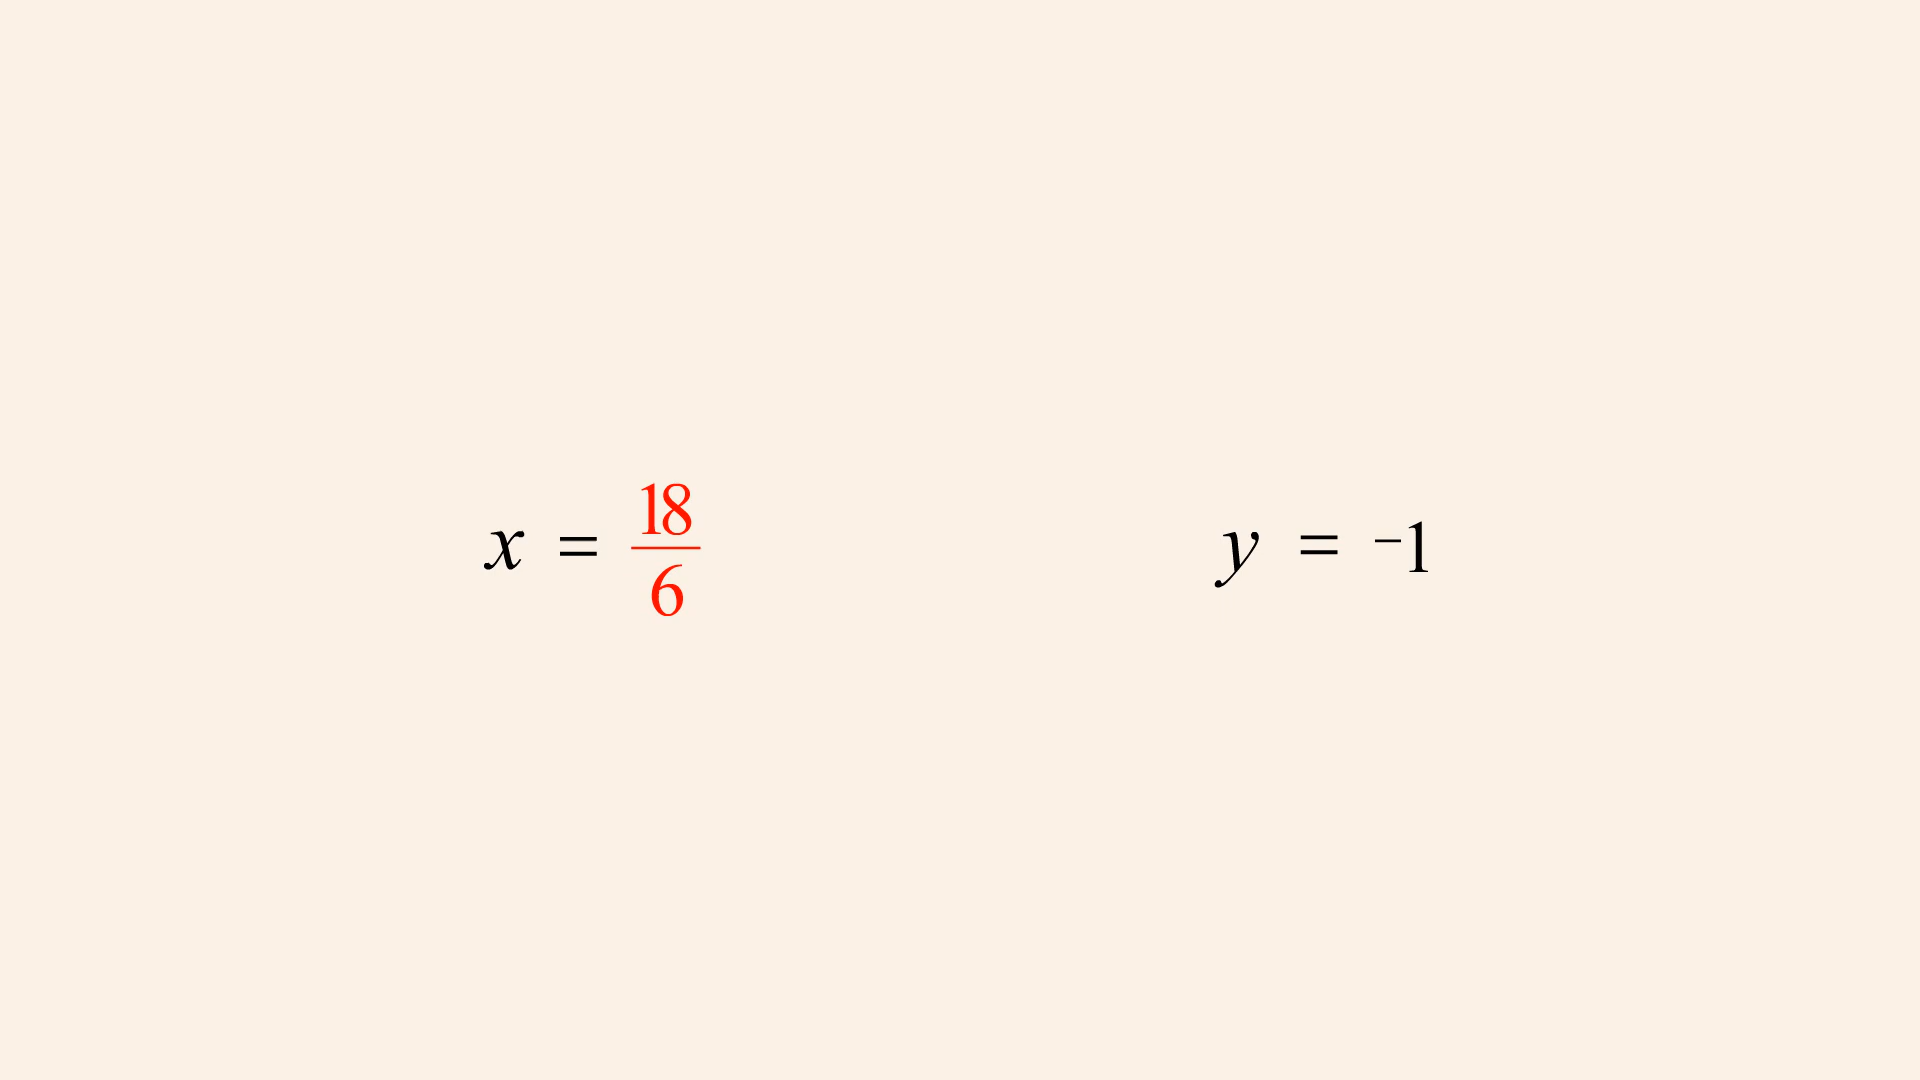 x = 18/6
y = -1